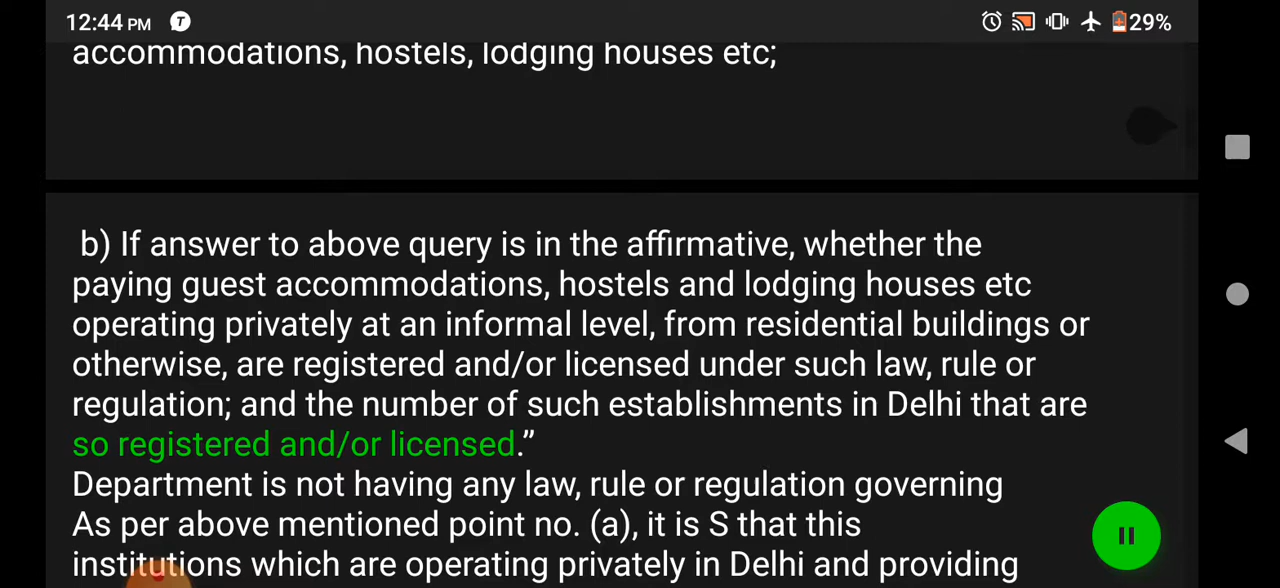 12:44 PM T 29%
accommodations, hostels, lodging houses etc;
b) If answer to above query is in the affirmative, whether the
paying guest accommodations, hostels and lodging houses etc
operating privately at an informal level, from residential buildings or
otherwise, are registered and/or licensed under such law, rule or
regulation; and the number of such establishments in Delhi that are
so registered and/or licensed.”
Department is not having any law, rule or regulation governing
As per above mentioned point no. (a), it is S that this
institutions which are operating privately in Delhi and providing